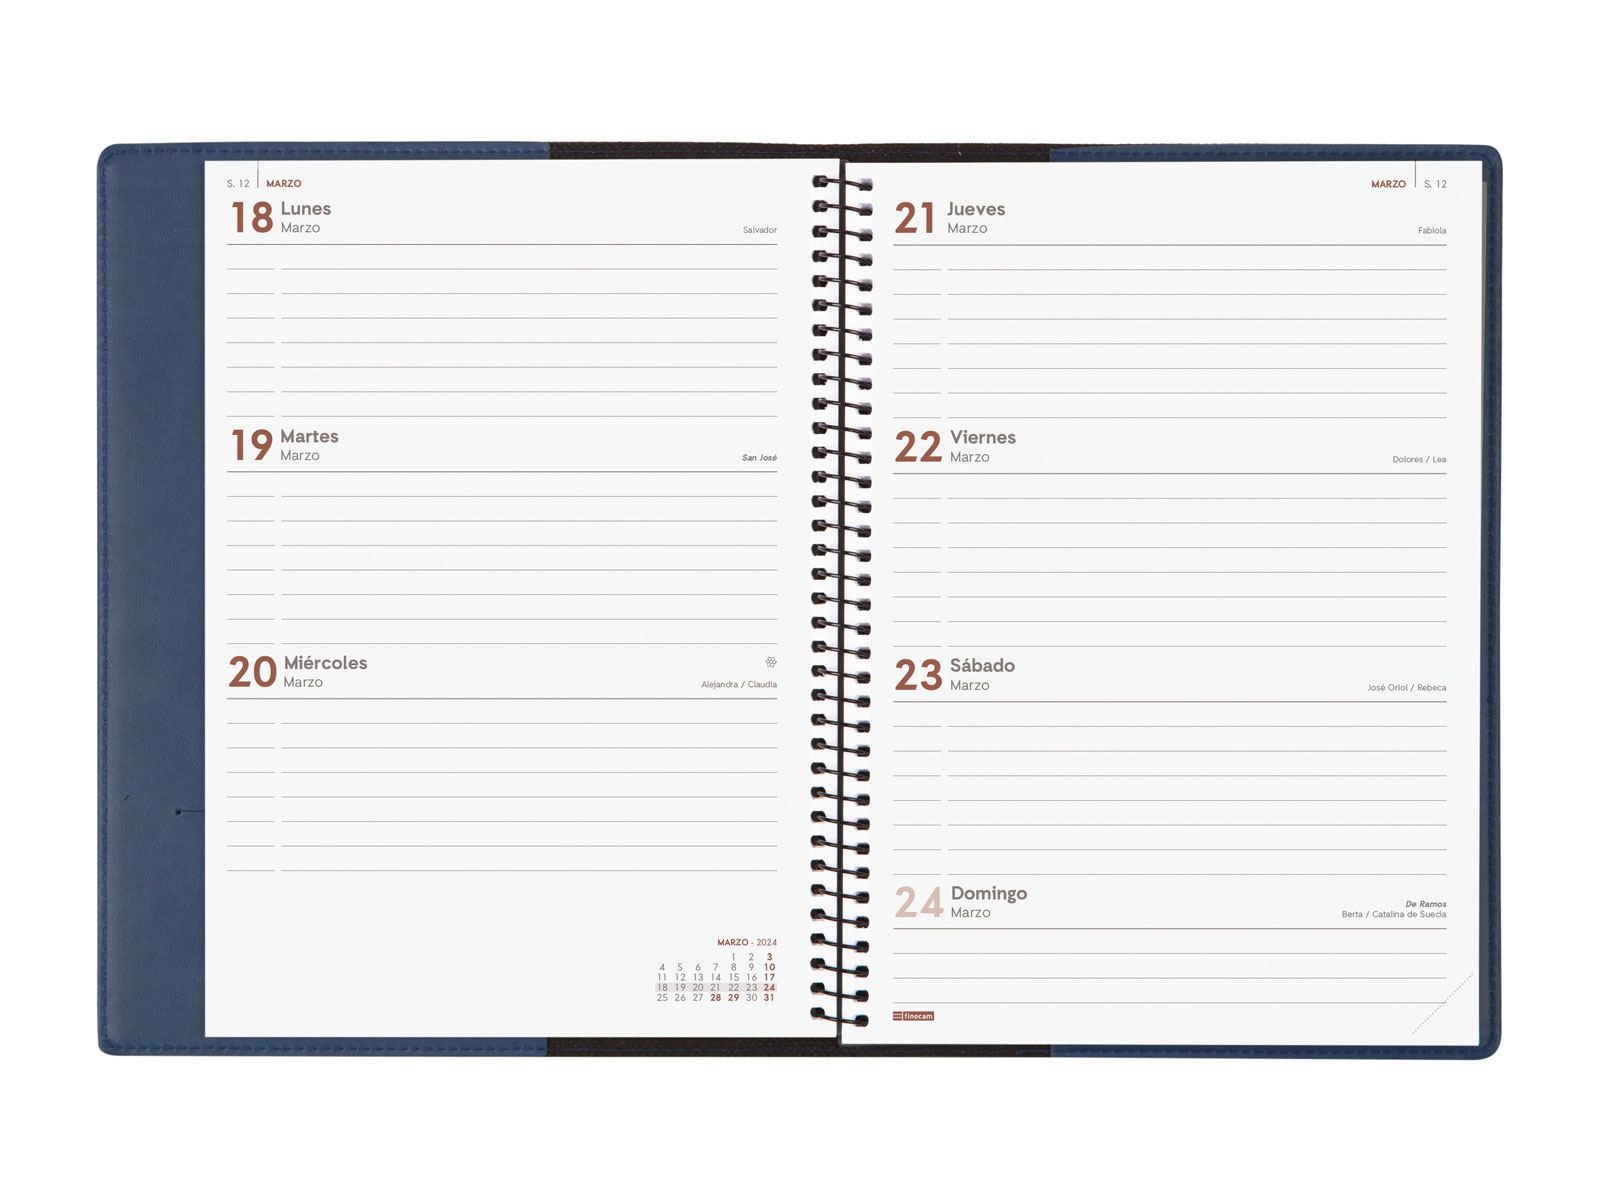 S. 12 MARZO
18 Lunes
Marzo
Salvador
19 Martes
Marzo
San José
20 Miércoles
Marzo
Alejandra / Claudia
MARZO · 2024
1 2 3
4 5 6 7 8 9 10
11 12 13 14 15 16 17
18 19 20 21 22 23 24
25 26 27 28 29 30 31
MARZO S. 12
21 Jueves
Marzo
Fabiola
22 Viernes
Marzo
Dolores / Lea
23 Sábado
Marzo
José Oriol / Rebeca
24 Domingo
Marzo
De Ramos
Berta / Catalina de Suecia
finocam